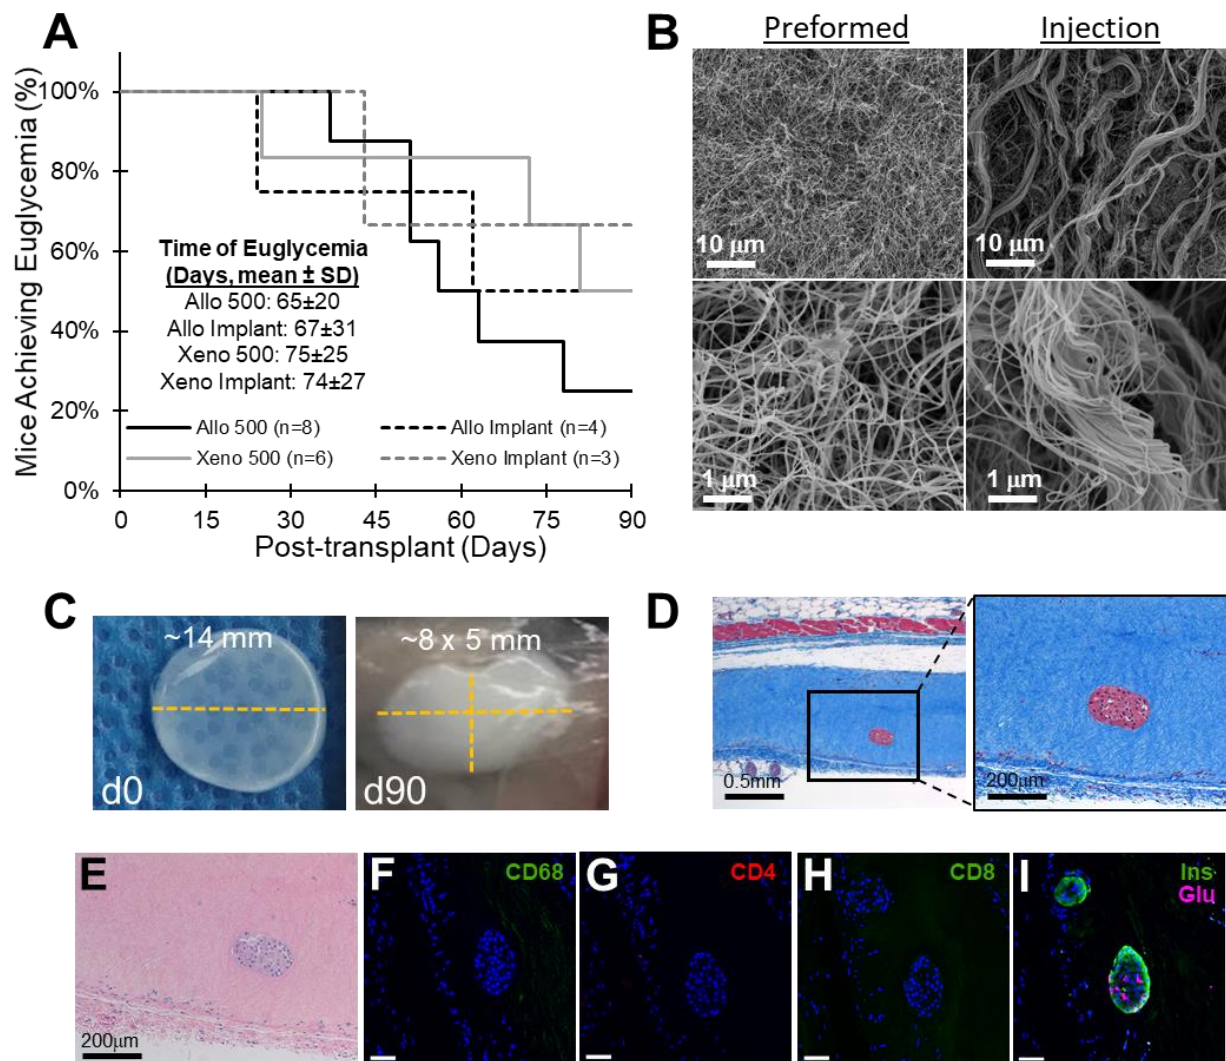 A
Mice Achieving Euglycemia (%)
100%
80%
60%
40%
20%
0%
Time of Euglycemia
(Days, mean ± SD)
Allo 500: 65±20
Allo Implant: 67±31
Xeno 500: 75±25
Xeno Implant: 74±27
Allo 500 (n=8)
Allo Implant (n=4)
Xeno 500 (n=6)
Xeno Implant (n=3)
0 15 30 45 60 75 90
Post-transplant (Days)
B
Preformed
Injection
10 µm
10 µm
1 µm
1 µm
C
~14 mm
d0
~8 x 5 mm
d90
D
0.5mm
200µm
E
200µm
F
CD68
G
CD4
H
CD8
I
Ins
Glu